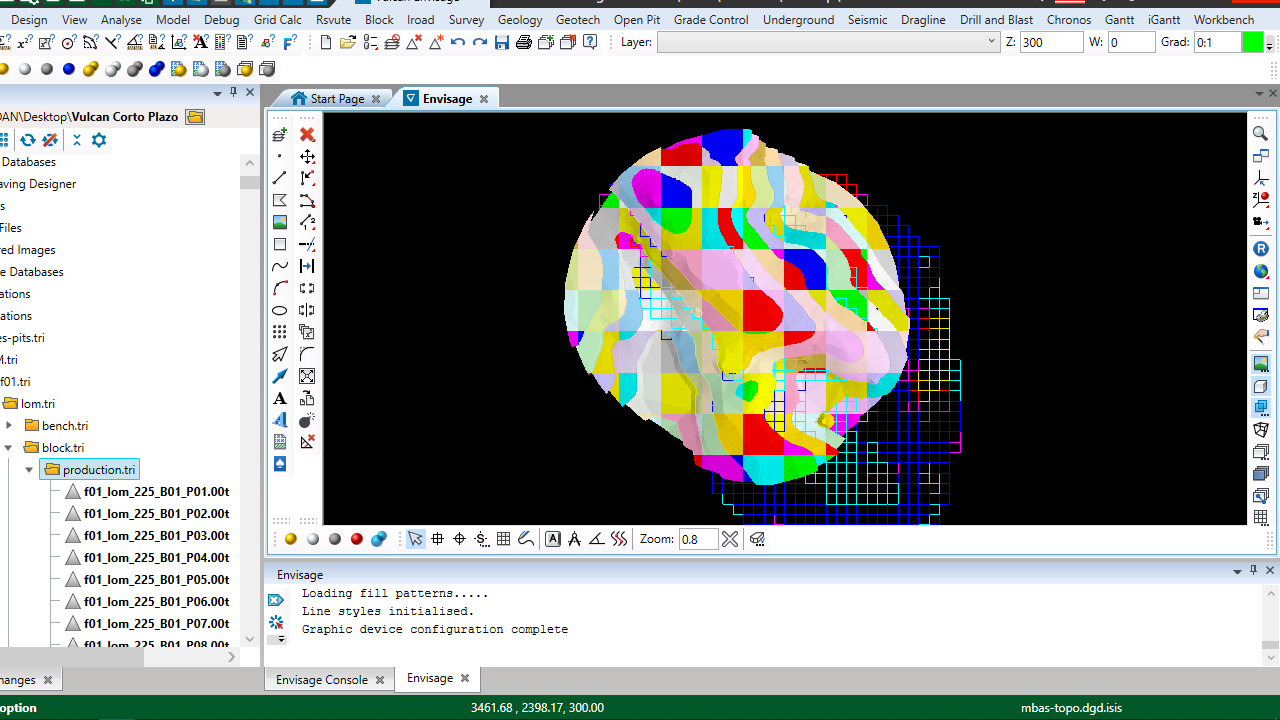 Design View Analyse Model Debug Grid Calc Rsvute Block Iroad Survey Geology Geotech Open Pit Grade Control Underground Seismic Dragline Drill and Blast Chronos Gantt iGantt Workbench
Layer: Z: 300 W: 0 Grad: 0:1
Start Page Envisage
DAN\Desktop\Vulcan Corto Plazo
Databases
aving Designer
s
Files
ed Images
e Databases
ations
ations
es-pits.tri
M.tri
f01.tri
lom.tri
bench.tri
block.tri
production.tri
f01_lom_225_B01_P01.00t
f01_lom_225_B01_P02.00t
f01_lom_225_B01_P03.00t
f01_lom_225_B01_P04.00t
f01_lom_225_B01_P05.00t
f01_lom_225_B01_P06.00t
f01_lom_225_B01_P07.00t
f01_lom_225_B01_P08.00t
Zoom: 0.8
Envisage
Loading fill patterns.....
Line styles initialised.
Graphic device configuration complete
hanges Envisage Console Envisage
option 3461.68 , 2398.17, 300.00 mbas-topo.dgd.isis